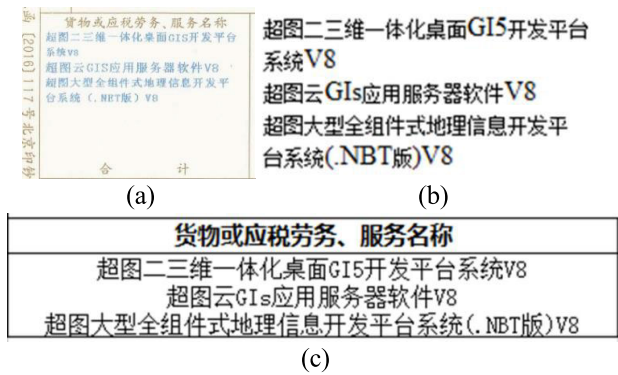 [2016] 117 号北京印钞
货物或应税劳务、服务名称
超图二三维一体化桌面GIS开发平台
系统V8
超图云GIS应用服务器软件V8
超图大型全组件式地理信息开发平
台系统（.NET版）V8
合 计
(a)
超图二三维一体化桌面GI5开发平台
系统V8
超图云GIs应用服务器软件V8
超图大型全组件式地理信息开发平
台系统(.NBT版)V8
(b)
货物或应税劳务、服务名称
超图二三维一体化桌面GI5开发平台系统V8
超图云GIs应用服务器软件V8
超图大型全组件式地理信息开发平台系统(.NBT版)V8
(c)